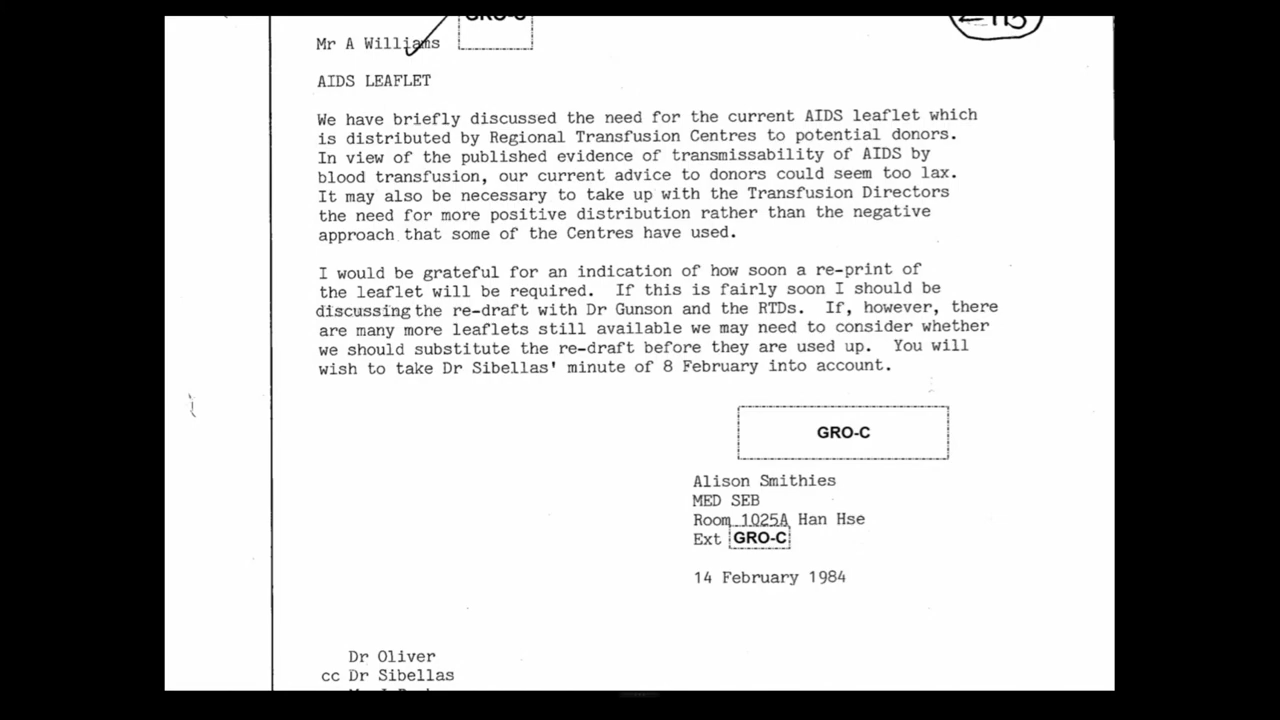 GRO-C
Mr A Williams
AIDS LEAFLET
We have briefly discussed the need for the current AIDS leaflet which
is distributed by Regional Transfusion Centres to potential donors.
In view of the published evidence of transmissability of AIDS by
blood transfusion, our current advice to donors could seem too lax.
It may also be necessary to take up with the Transfusion Directors
the need for more positive distribution rather than the negative
approach that some of the Centres have used.
I would be grateful for an indication of how soon a re-print of
the leaflet will be required. If this is fairly soon I should be
discussing the re-draft with Dr Gunson and the RTDs. If, however, there
are many more leaflets still available we may need to consider whether
we should substitute the re-draft before they are used up. You will
wish to take Dr Sibellas' minute of 8 February into account.
GRO-C
Alison Smithies
MED SEB
Room 1025A Han Hse
Ext GRO-C
14 February 1984
Dr Oliver
cc Dr Sibellas